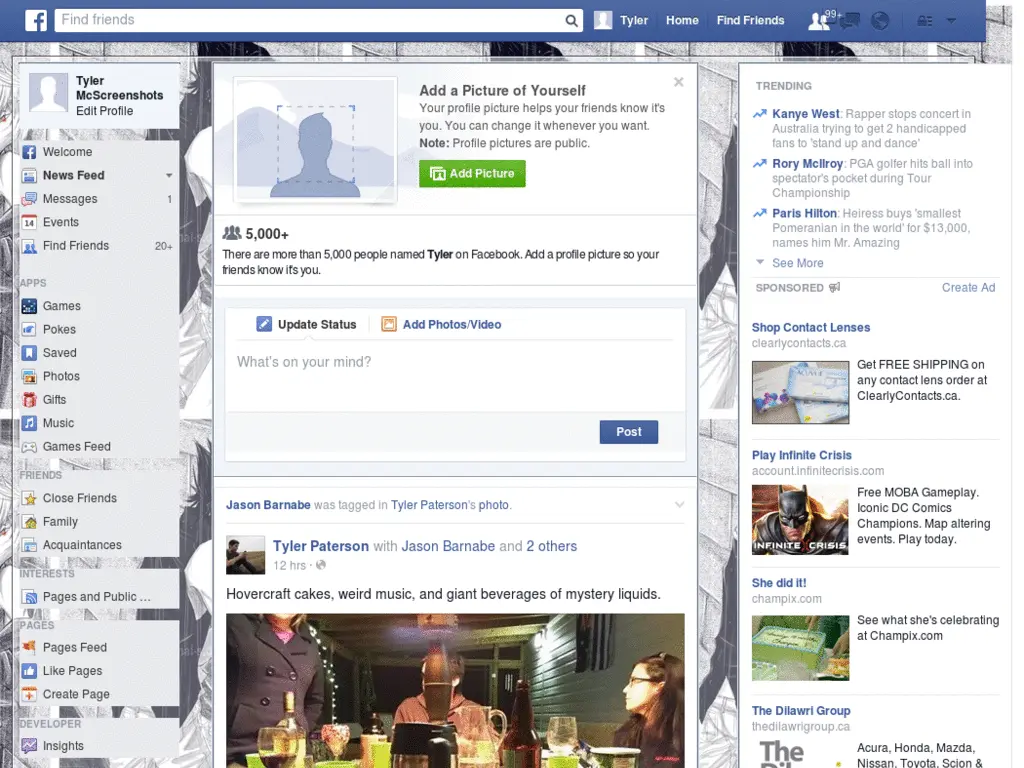 Find friends
Tyler
Home
Find Friends
99+
Tyler
McScreenshots
Edit Profile
Welcome
News Feed
Messages 1
14 Events
Find Friends 20+
APPS
Games
Pokes
Saved
Photos
Gifts
Music
Games Feed
FRIENDS
Close Friends
Family
Acquaintances
INTERESTS
Pages and Public ...
PAGES
Pages Feed
Like Pages
Create Page
DEVELOPER
Insights
Add a Picture of Yourself
Your profile picture helps your friends know it's
you. You can change it whenever you want.
Note: Profile pictures are public.
Add Picture
5,000+
There are more than 5,000 people named Tyler on Facebook. Add a profile picture so your
friends know it's you.
Update Status
Add Photos/Video
What's on your mind?
Post
Jason Barnabe was tagged in Tyler Paterson's photo.
Tyler Paterson with Jason Barnabe and 2 others
12 hrs ·
Hovercraft cakes, weird music, and giant beverages of mystery liquids.
TRENDING
Kanye West: Rapper stops concert in
Australia trying to get 2 handicapped
fans to 'stand up and dance'
Rory McIlroy: PGA golfer hits ball into
spectator's pocket during Tour
Championship
Paris Hilton: Heiress buys 'smallest
Pomeranian in the world' for $13,000,
names him Mr. Amazing
See More
SPONSORED
Create Ad
Shop Contact Lenses
clearlycontacts.ca
Get FREE SHIPPING on
any contact lens order at
ClearlyContacts.ca.
Play Infinite Crisis
account.infinitecrisis.com
INFINITE CRISIS
Free MOBA Gameplay.
Iconic DC Comics
Champions. Map altering
events. Play today.
She did it!
champix.com
See what she's celebrating
at Champix.com
The Dilawri Group
thedilawrigroup.ca
The
Acura, Honda, Mazda,
Nissan, Toyota, Scion &